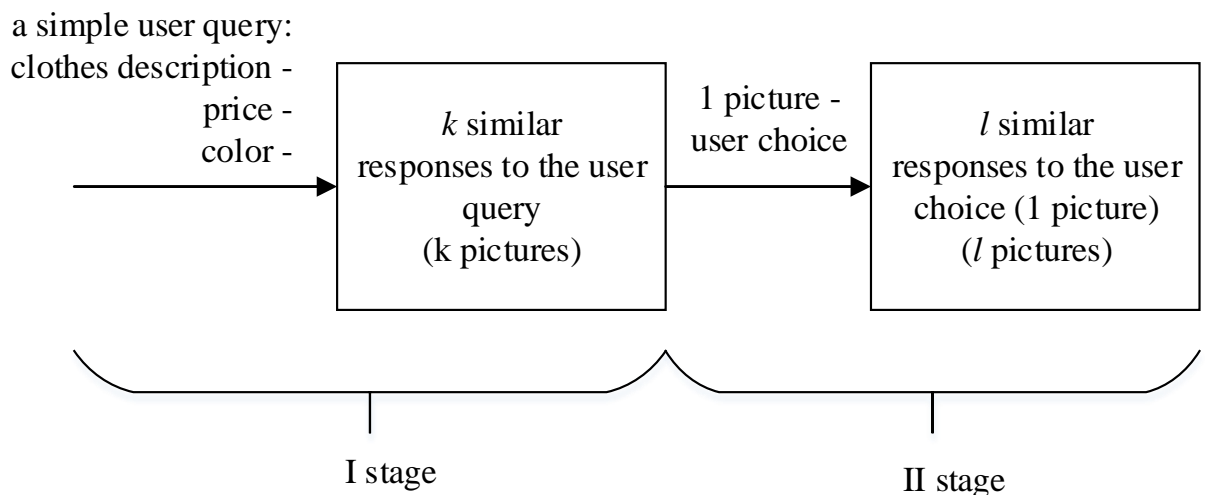 a simple user query:
clothes description -
price -
color -
k similar
responses to the user
query
(k pictures)
1 picture -
user choice
l similar
responses to the user
choice (1 picture)
(l pictures)
I stage
II stage